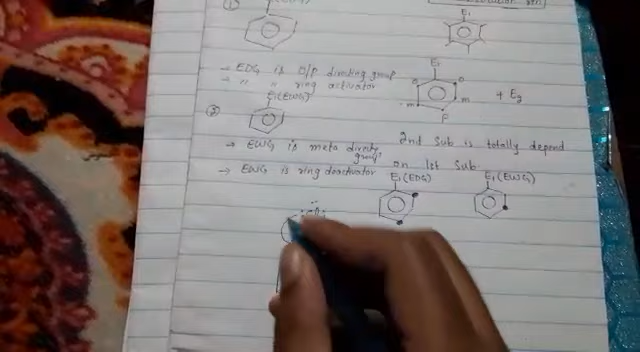 1)
E1
→ EDG is O/P directing group
→ " " ring activator
E1
o
o
m
m
p
+ E2
2)
E1(EWG)
→ EWG is meta directing group
→ EWG is ring deactivator
2nd sub is totally depend
on 1st sub
E1(EDG)
E1(EWG)